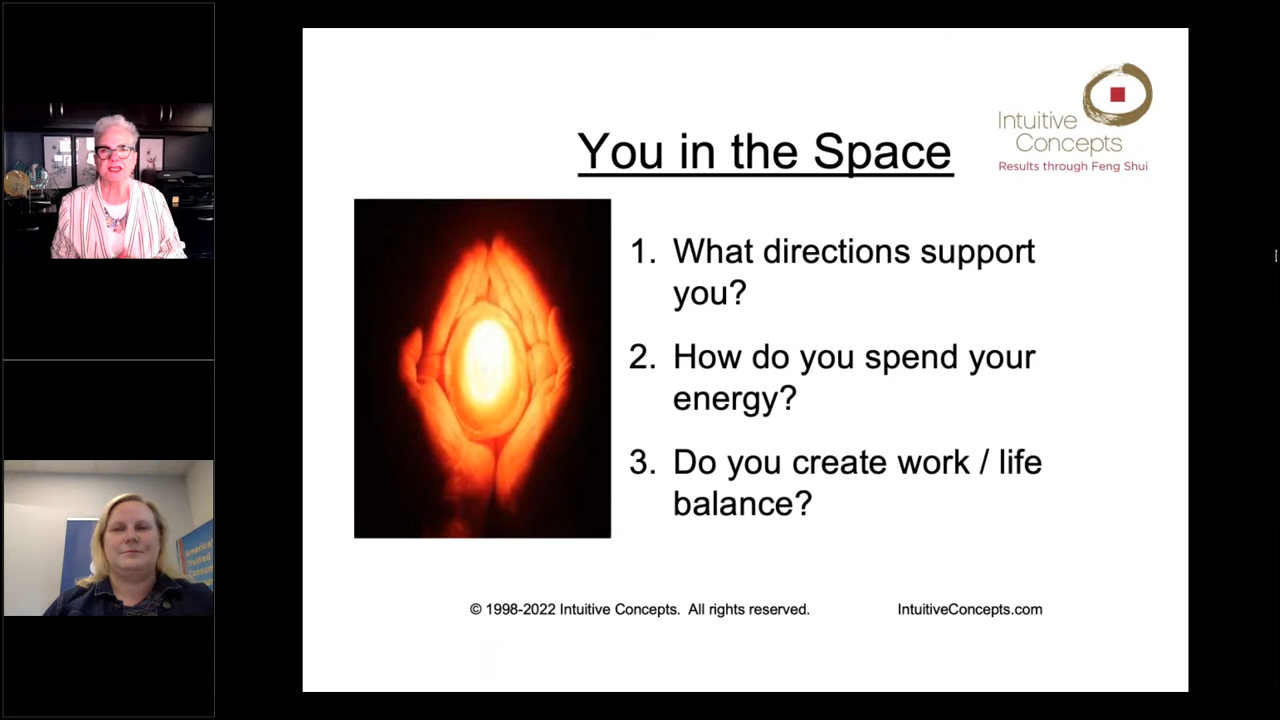 Intuitive
Concepts
Results through Feng Shui
You in the Space
1. What directions support
you?
2. How do you spend your
energy?
3. Do you create work / life
balance?
© 1998-2022 Intuitive Concepts. All rights reserved.
IntuitiveConcepts.com
America'
Trusted